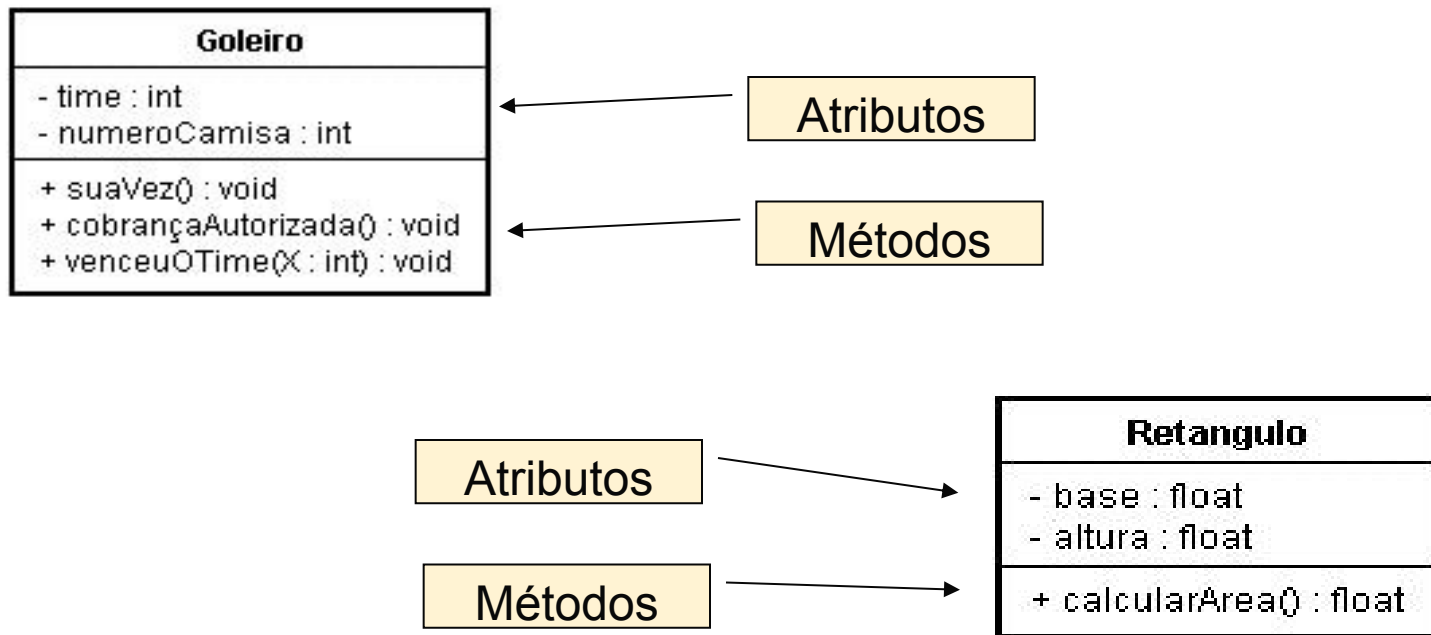 Goleiro
- time : int
- numeroCamisa : int
+ suaVez() : void
+ cobrançaAutorizada() : void
+ venceuOTime(X : int) : void
Atributos
Métodos
Atributos
Métodos
Retangulo
- base : float
- altura : float
+ calcularArea() : float